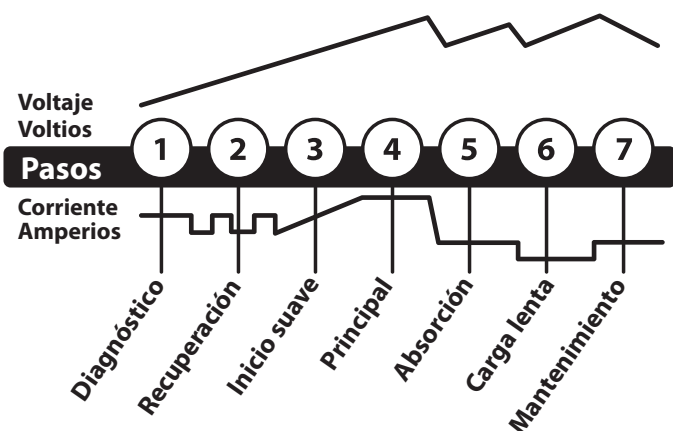 Voltaje
Voltios
1 2 3 4 5 6 7
Pasos
Corriente
Amperios
Diagnóstico
Recuperación
Inicio suave
Principal
Absorción
Carga lenta
Mantenimiento